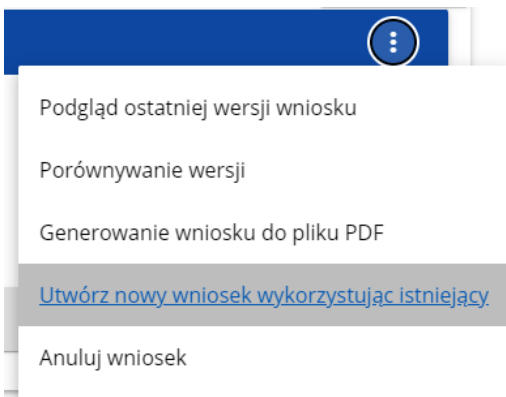 Podgląd ostatniej wersji wniosku
Porównywanie wersji
Generowanie wniosku do pliku PDF
Utwórz nowy wniosek wykorzystując istniejący
Anuluj wniosek